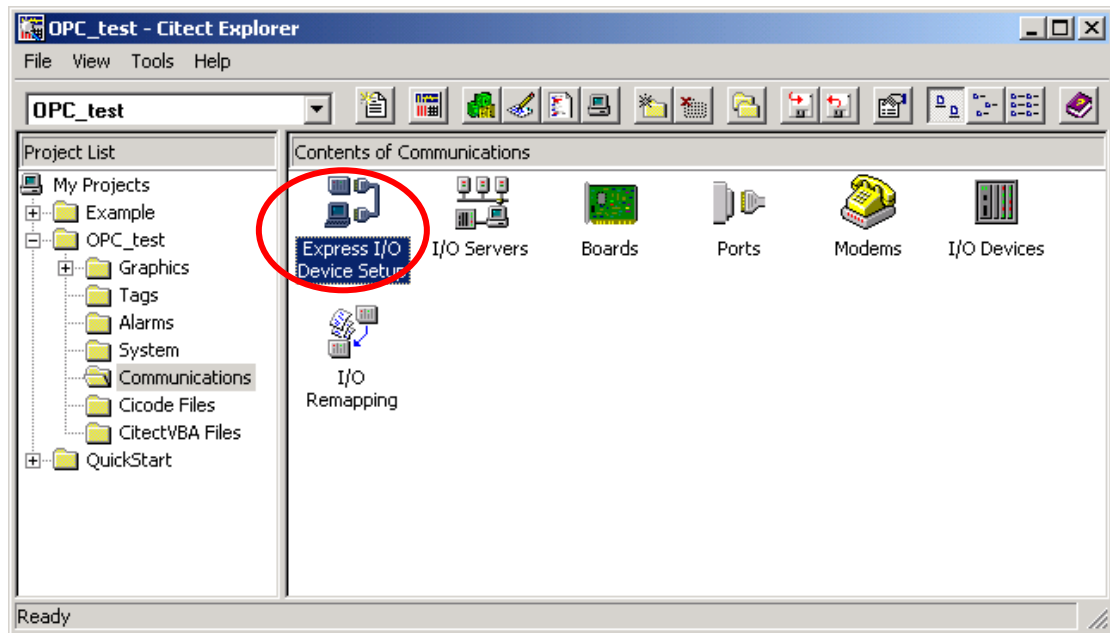 OPC_test - Citect Explorer
File View Tools Help
OPC_test
Project List
Contents of Communications
My Projects
Example
OPC_test
Graphics
Tags
Alarms
System
Communications
Cicode Files
CitectVBA Files
QuickStart
Express I/O
Device Setup
I/O Servers
Boards
Ports
Modems
I/O Devices
I/O
Remapping
Ready